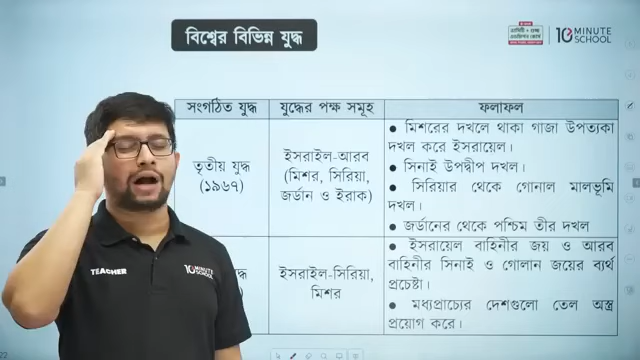 বিশ্বের বিভিন্ন যুদ্ধ
10 MINUTE
SCHOOL
সংগঠিত যুদ্ধ
যুদ্ধের পক্ষ সমূহ
ফলাফল
তৃতীয় যুদ্ধ
(১৯৬৭)
ইসরাইল-আরব
(মিশর, সিরিয়া,
জর্ডান ও ইরাক)
● মিশরের দখলে থাকা গাজা উপত্যকা
দখল করে ইসরায়েল।
● সিনাই উপদ্বীপ দখল।
● সিরিয়ার থেকে গোনাল মালভূমি
দখল।
● জর্ডানের থেকে পশ্চিম তীর দখল
ইসরাইল-সিরিয়া,
মিশর
● ইসরায়েল বাহিনীর জয় ও আরব
বাহিনীর সিনাই ও গোলান জয়ের ব্যর্থ
প্রচেষ্টা।
● মধ্যপ্রাচ্যের দেশগুলো তেল অস্ত্র
প্রয়োগ করে।
TEACHER
10 MINUTE
SCHOOL